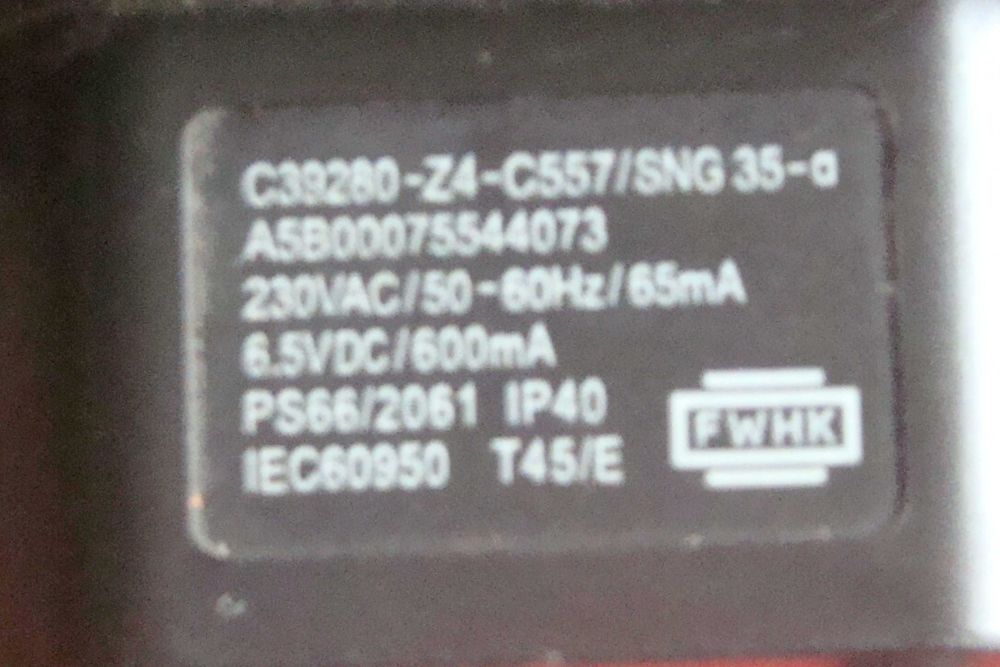 C39280-Z4-C557/SNG 35-a
A5B00075544073
230VAC/50-60Hz/65mA
6.5VDC/600mA
PS66/2061 IP40
IEC60950 T45/E
FWHK